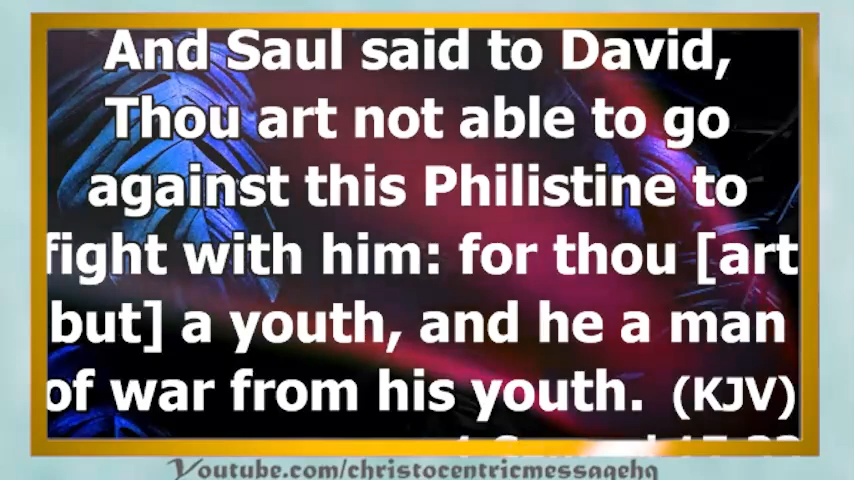 And Saul said to David,
Thou art not able to go
against this Philistine to
fight with him: for thou [art
but] a youth, and he a man
of war from his youth. (KJV)
Youtube.com/christocentricmessagehq